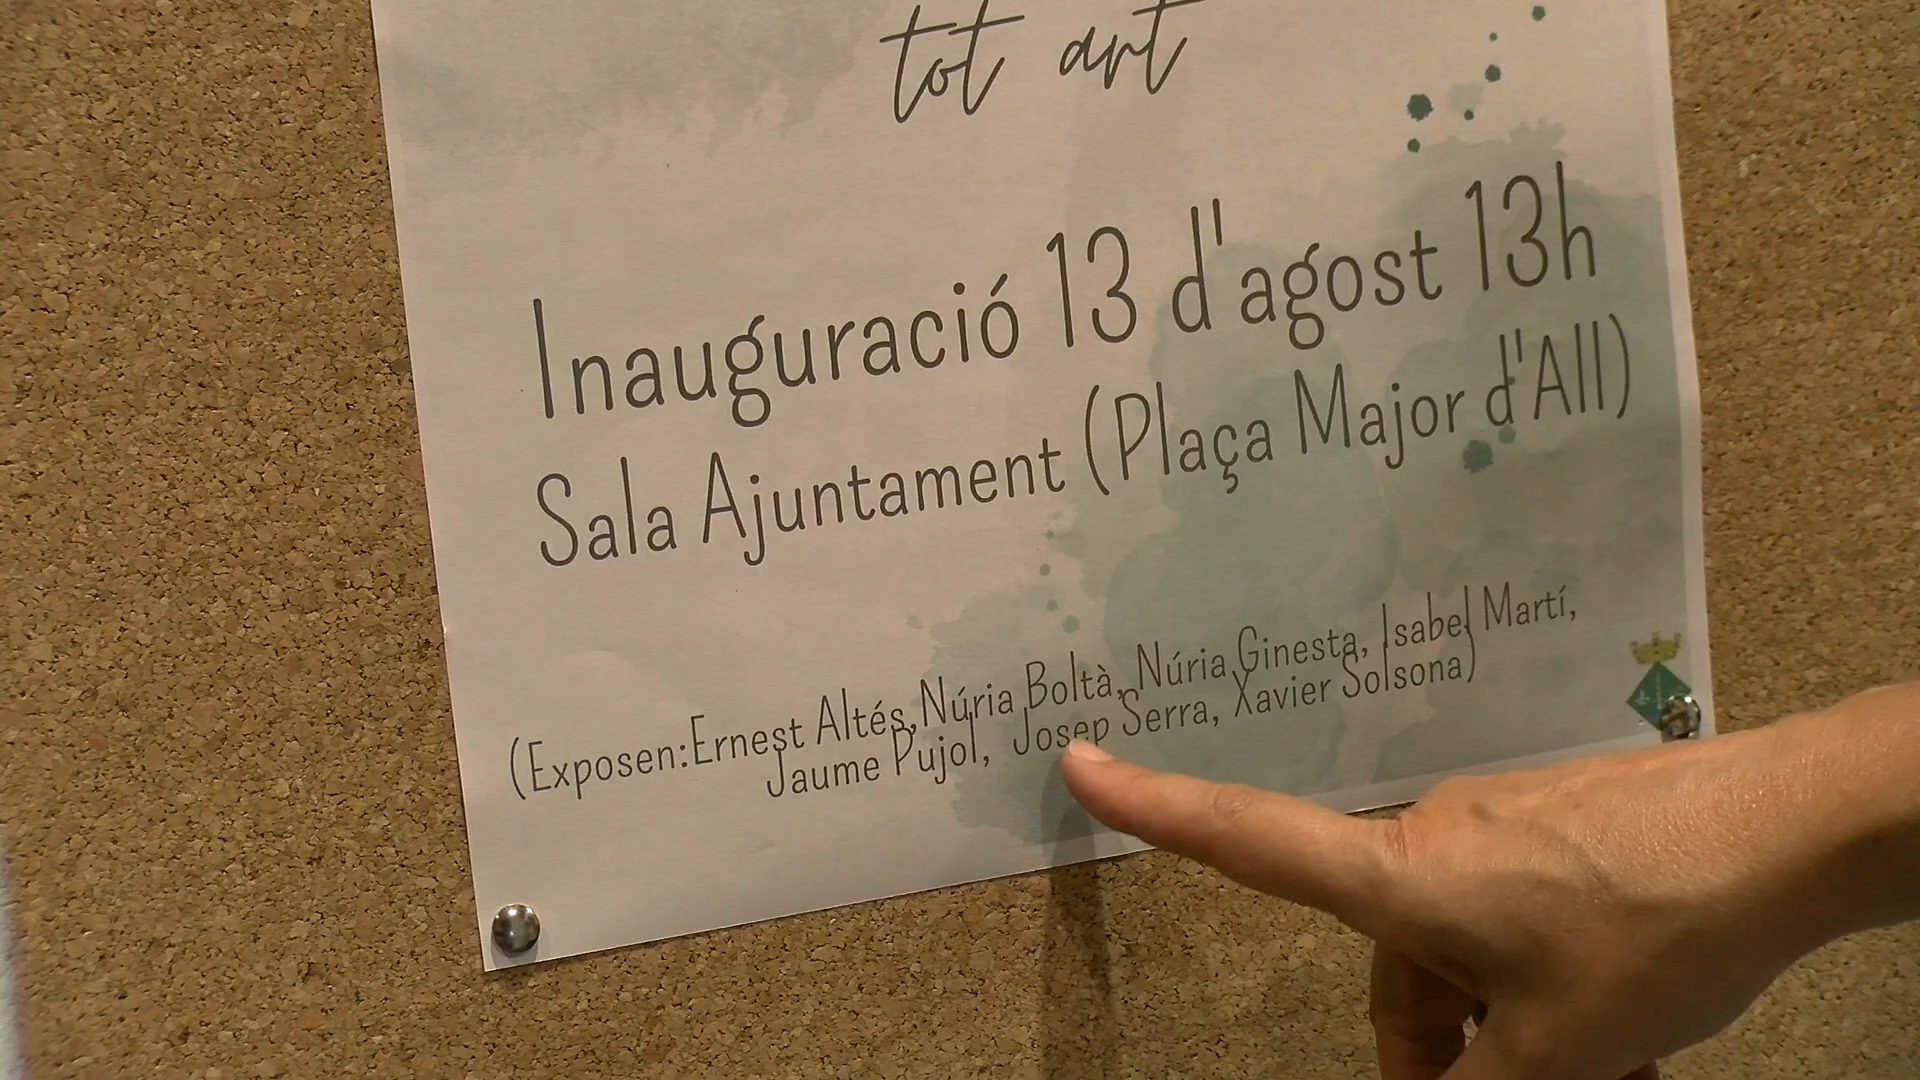 tot art
Inauguració 13 d'agost 13h
Sala Ajuntament (Plaça Major d'All)
(Exposen:Ernest Altés,Núria Boltà, Núria Ginesta, Isabel Martí,
Jaume Pujol, Josep Serra, Xavier Solsona)